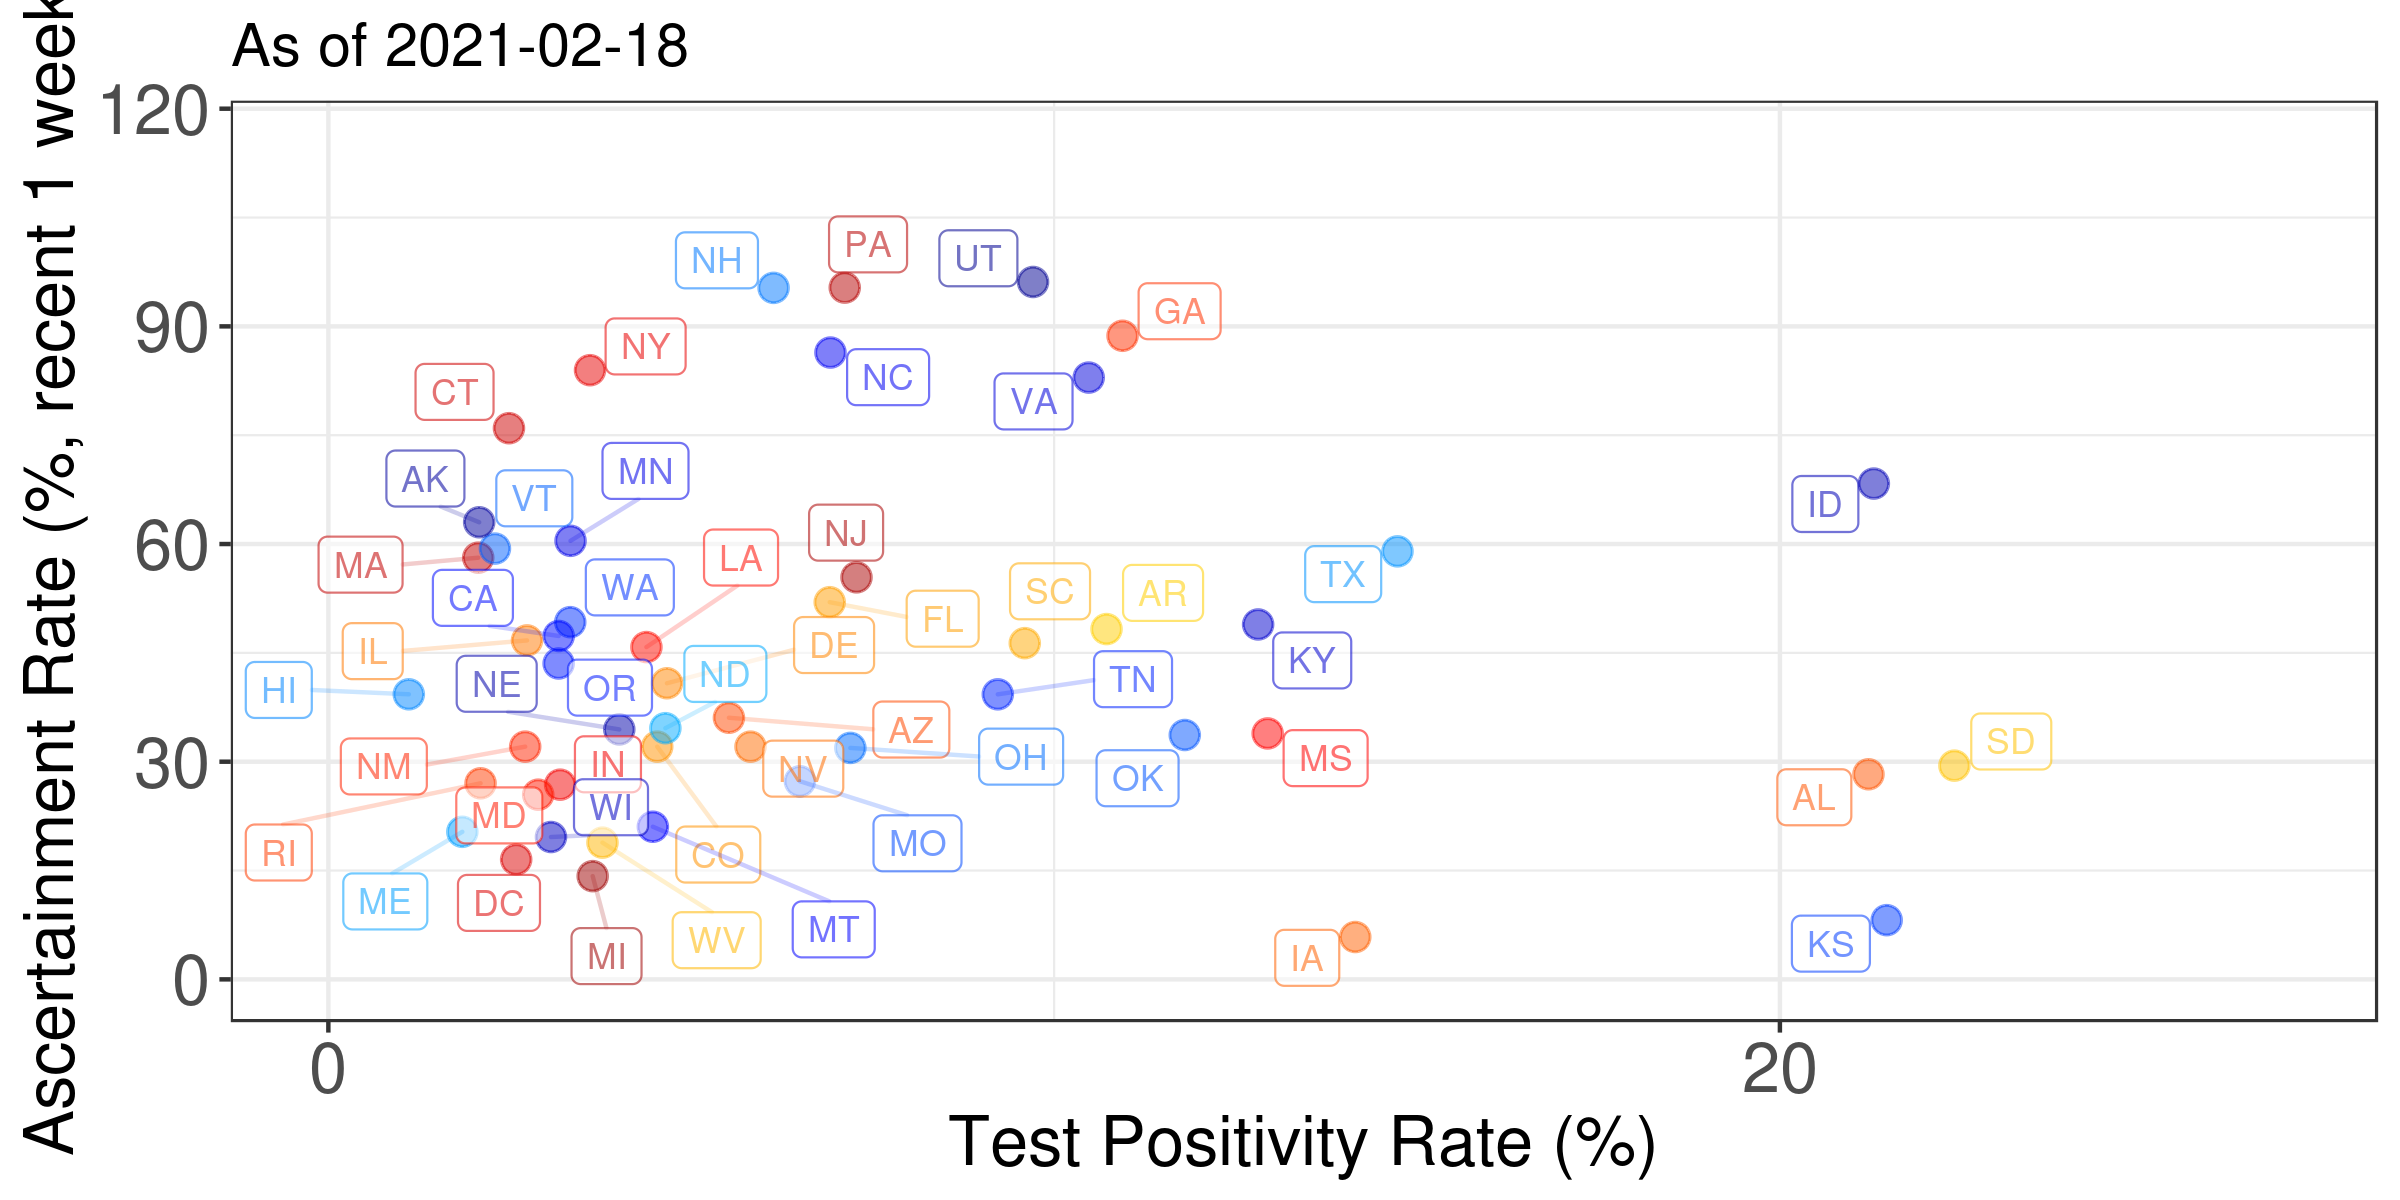 As of 2021-02-18
Ascertainment Rate (%, recent 1 week
120
90
60
30
0
NH
PA
UT
GA
NY
NC
CT
VA
AK
VT
MN
ID
MA
LA
NJ
TX
CA
WA
SC
AR
FL
IL
DE
KY
HI
NE
OR
ND
TN
AZ
SD
NM
IN
NV
OH
OK
MS
AL
MD
WI
RI
CO
MO
ME
DC
MI
WV
MT
IA
KS
0
20
Test Positivity Rate (%)